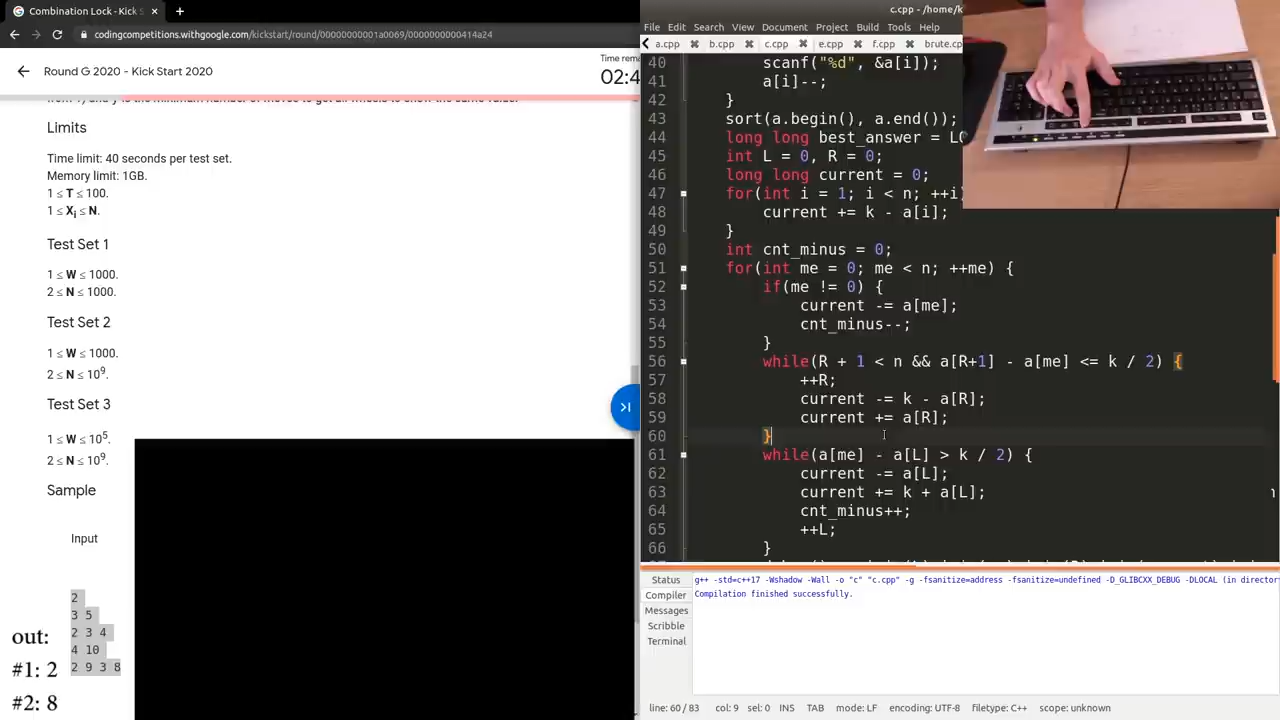 Combination Lock - Kick S
codingcompetitions.withgoogle.com/kickstart/round/00000000001a0069/0000000000414a24
Round G 2020 - Kick Start 2020
Time rema
02:4
Limits
Time limit: 40 seconds per test set.
Memory limit: 1GB.
1 ≤ T ≤ 100.
1 ≤ Xi ≤ N.
Test Set 1
1 ≤ W ≤ 1000.
2 ≤ N ≤ 1000.
Test Set 2
1 ≤ W ≤ 1000.
2 ≤ N ≤ 10^9.
Test Set 3
1 ≤ W ≤ 10^5.
2 ≤ N ≤ 10^9.
Sample
Input
2
3 5
2 3 4
4 10
2 9 3 8
out:
#1: 2
#2: 8
c.cpp - /home/k
File Edit Search View Document Project Build Tools Help
a.cpp b.cpp c.cpp e.cpp f.cpp brute.cp
40 scanf("%d", &a[i]);
41 a[i]--;
42 }
43 sort(a.begin(), a.end());
44 long long best_answer = LO
45 int L = 0, R = 0;
46 long long current = 0;
47 for(int i = 1; i < n; ++i)
48 current += k - a[i];
49 }
50 int cnt_minus = 0;
51 for(int me = 0; me < n; ++me) {
52 if(me != 0) {
53 current -= a[me];
54 cnt_minus--;
55 }
56 while(R + 1 < n && a[R+1] - a[me] <= k / 2) {
57 ++R;
58 current -= k - a[R];
59 current += a[R];
60 }
61 while(a[me] - a[L] > k / 2) {
62 current -= a[L];
63 current += k + a[L];
64 cnt_minus++;
65 ++L;
66 }
Status
Compiler
Messages
Scribble
Terminal
g++ -std=c++17 -Wshadow -Wall -o "c" "c.cpp" -g -fsanitize=address -fsanitize=undefined -D_GLIBCXX_DEBUG -DLOCAL (in director
Compilation finished successfully.
line: 60 / 83 col: 9 sel: 0 INS TAB mode: LF encoding: UTF-8 filetype: C++ scope: unknown